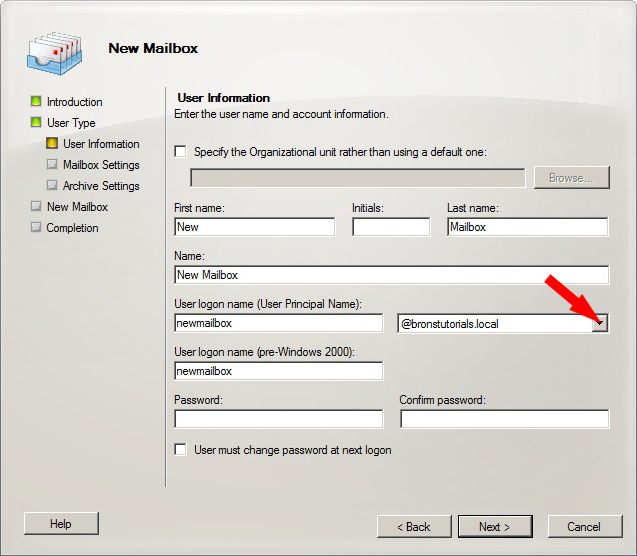 New Mailbox
Introduction
User Type
User Information
Mailbox Settings
Archive Settings
New Mailbox
Completion
User Information
Enter the user name and account information.
Specify the Organizational unit rather than using a default one:
Browse...
First name: Initials: Last name:
New Mailbox
Name:
New Mailbox
User logon name (User Principal Name):
newmailbox @bronstutorials.local
User logon name (pre-Windows 2000):
newmailbox
Password: Confirm password:
User must change password at next logon
Help < Back Next > Cancel